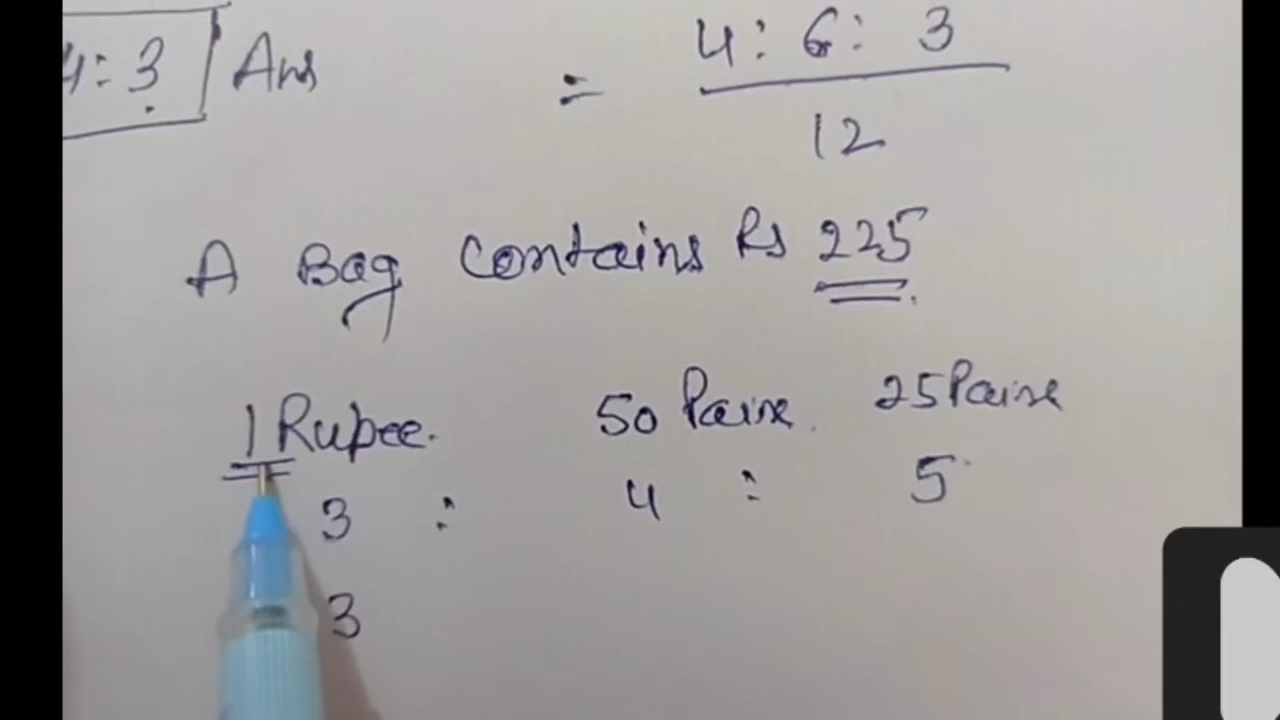 4:3 Ans
= 4:6:3
12
A Bag contains Rs 225
1 Rupee. 50 Paise. 25 Paise
3 : 4 : 5
3